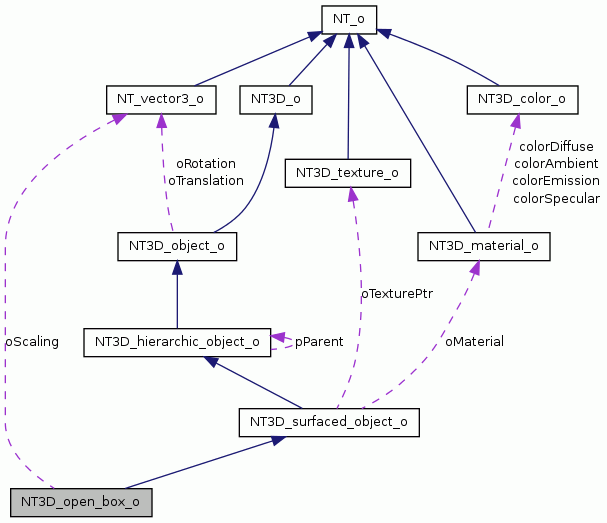 NT_o
NT_vector3_o
NT3D_o
NT3D_color_o
colorDiffuse
colorAmbient
colorEmission
colorSpecular
oRotation
oTranslation
NT3D_texture_o
NT3D_object_o
NT3D_material_o
oTexturePtr
oScaling
NT3D_hierarchic_object_o
pParent
oMaterial
NT3D_surfaced_object_o
NT3D_open_box_o